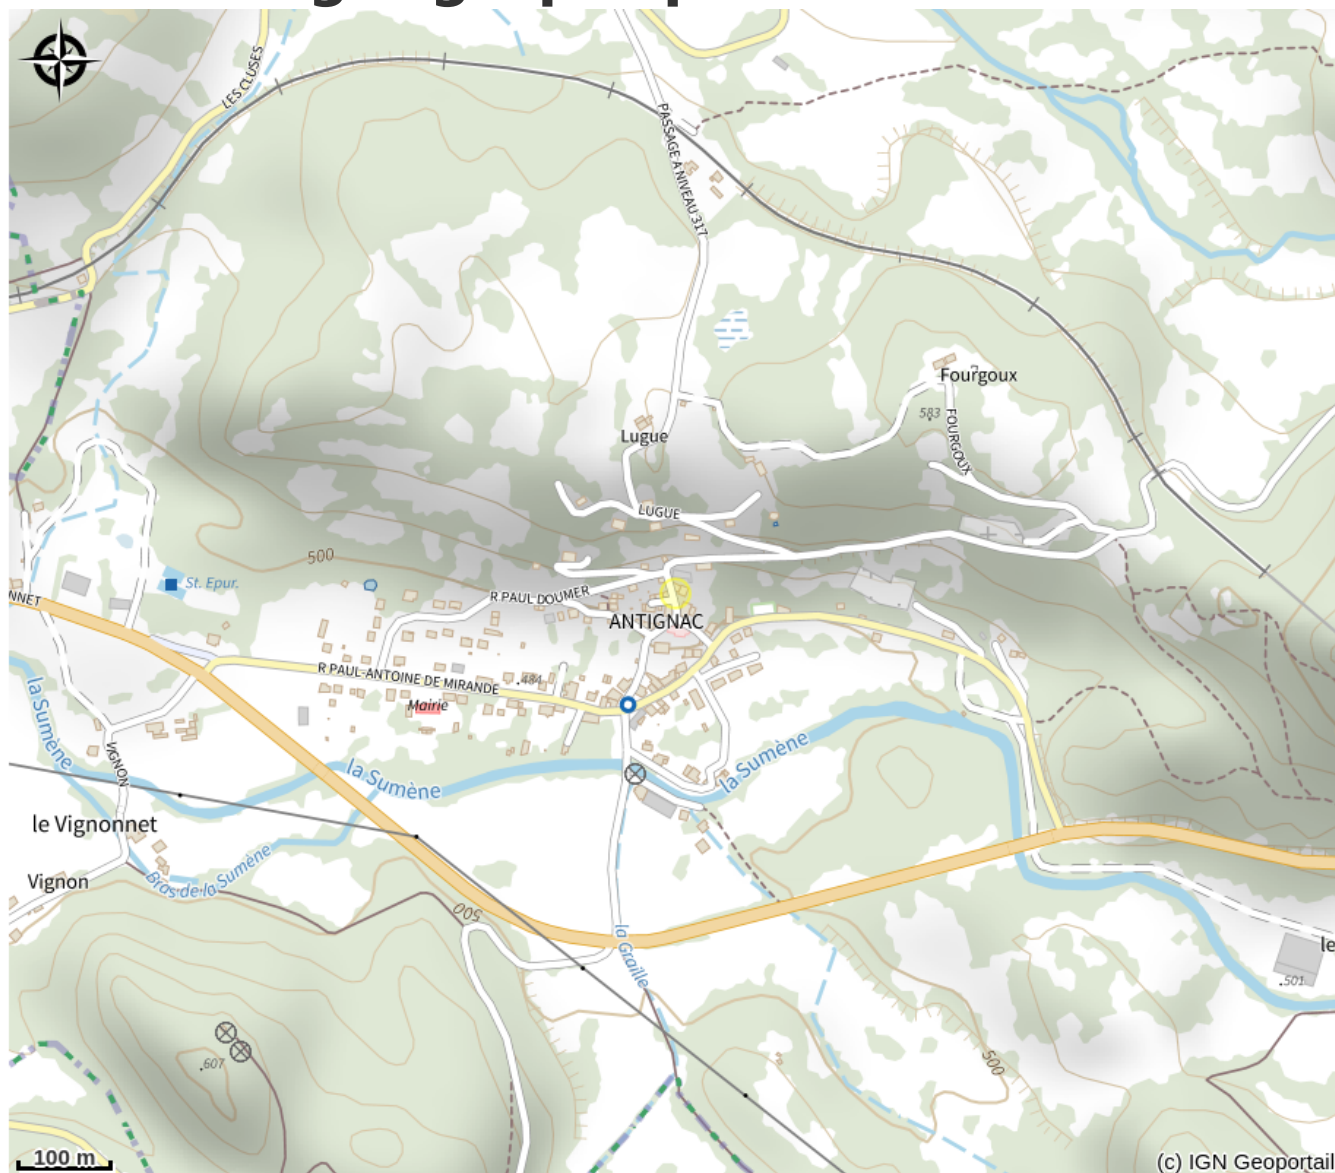 LES CLUSES
PASSAGE A NIVEAU 317
Fourgoux
583
FOURGOUX
Lugue
LUGUE
500
St. Epur.
R PAUL DOUMER
NNET
ANTIGNAC
R PAUL-ANTOINE DE MIRANDE
484
Mairie
la Sumène
VIGNON
la Sumène
la Sumène
le Vignonnet
Bras de la Sumène
Vignon
500
la Graille
le
501
500
607
100 m
(c) IGN Geoportail